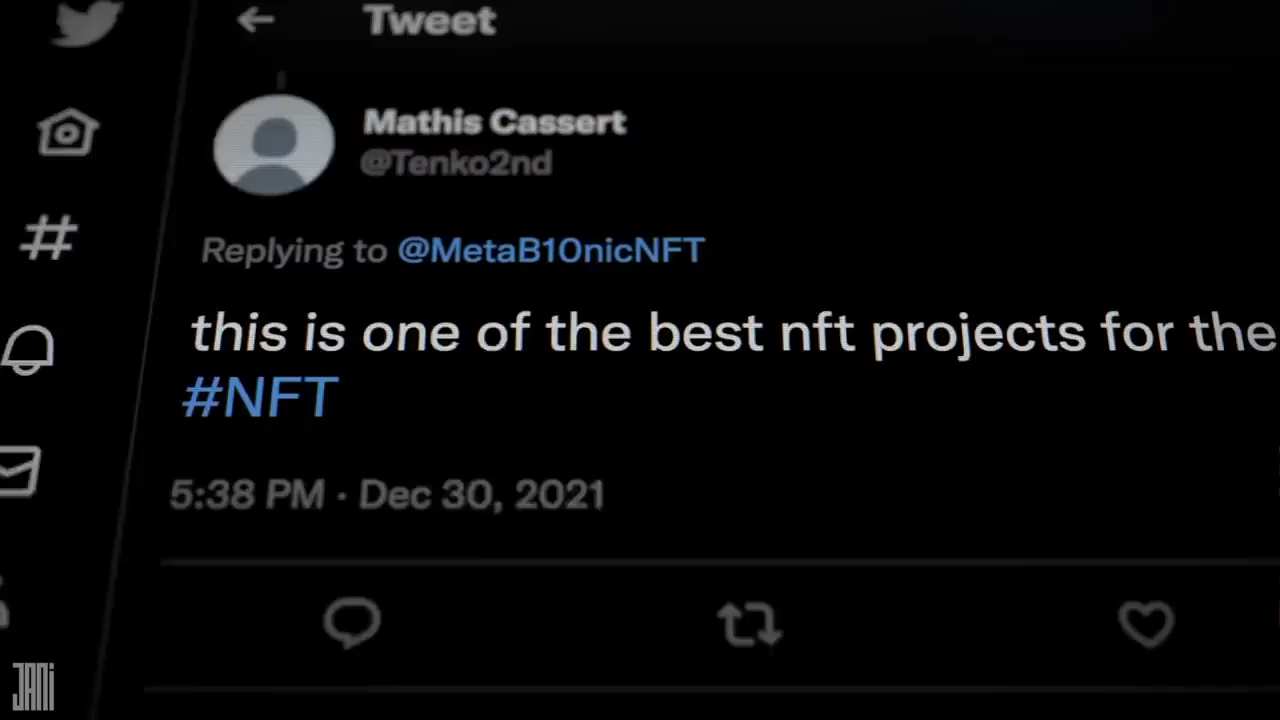 Tweet
Mathis Cassert
@Tenko2nd
Replying to @MetaB10nicNFT
this is one of the best nft projects for the
#NFT
5:38 PM · Dec 30, 2021
JANI